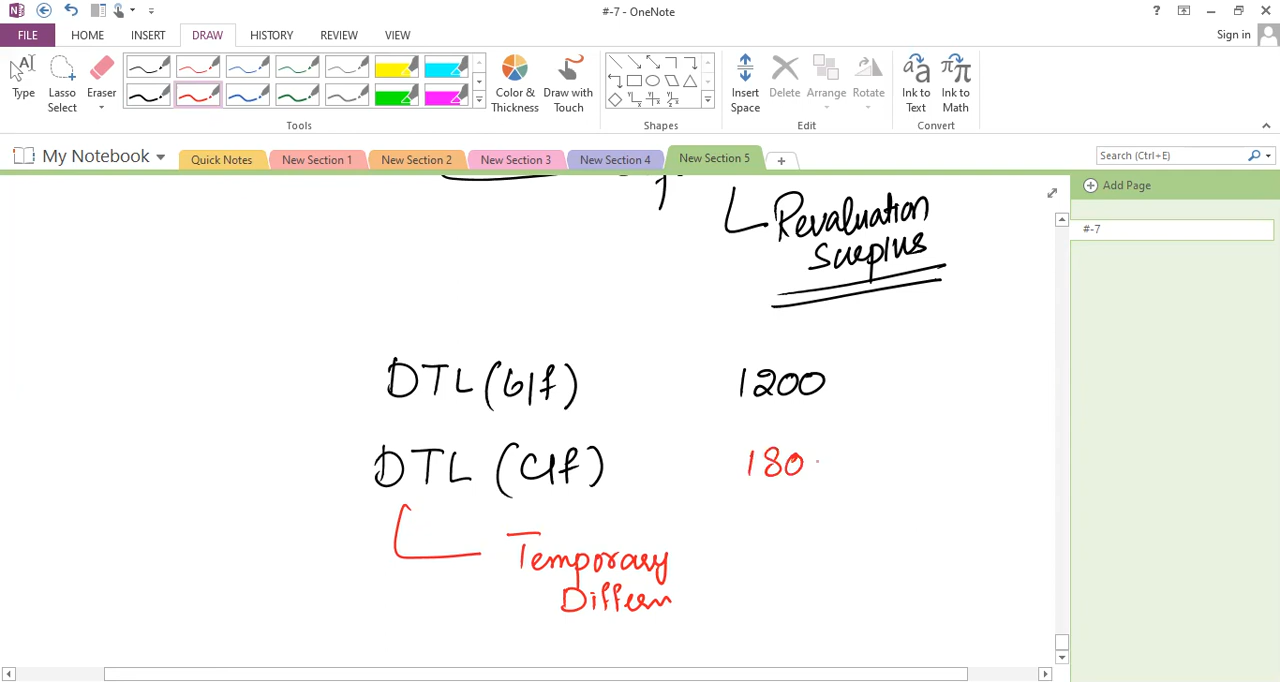 #-7 - OneNote
?
FILE HOME INSERT DRAW HISTORY REVIEW VIEW
Sign in
Type
Lasso Select
Eraser
Color & Thickness
Draw with Touch
Insert Space
Delete
Arrange
Rotate
Ink to Text
Ink to Math
Tools
Shapes
Edit
Convert
My Notebook
Quick Notes
New Section 1
New Section 2
New Section 3
New Section 4
New Section 5
Search (Ctrl+E)
Add Page
#-7
Revaluation
Surplus
DTL (b/f) 1200
DTL (C/f) 180
Temporary
Differn